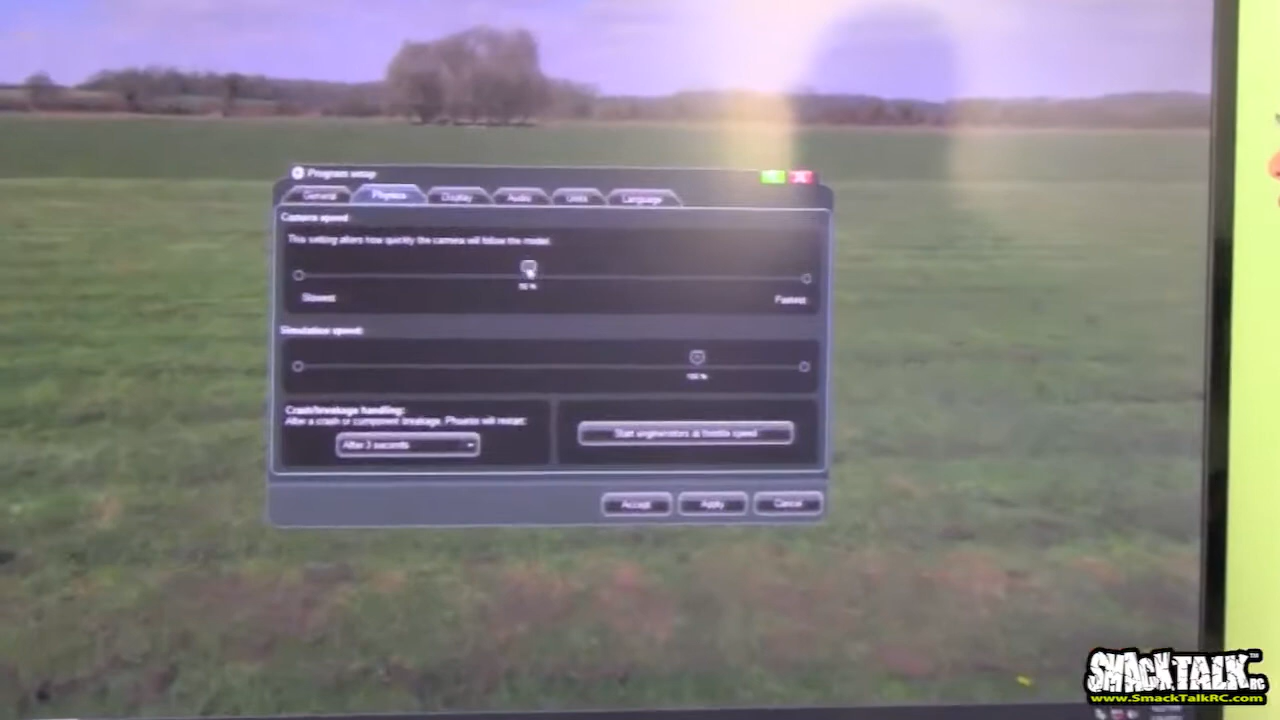 Program setup
General Physics Display Audio Units Language
Camera speed:
This setting alters how quickly the camera will follow the model.
Slowest
Fastest
Simulation speed:
100 %
Crash/breakage handling:
After a crash or component breakage, Phoenix will restart:
After 3 seconds
Start engines/rotors at throttle speed
Accept Apply Cancel
SMACKTALK RC
www.SmackTalkRC.com